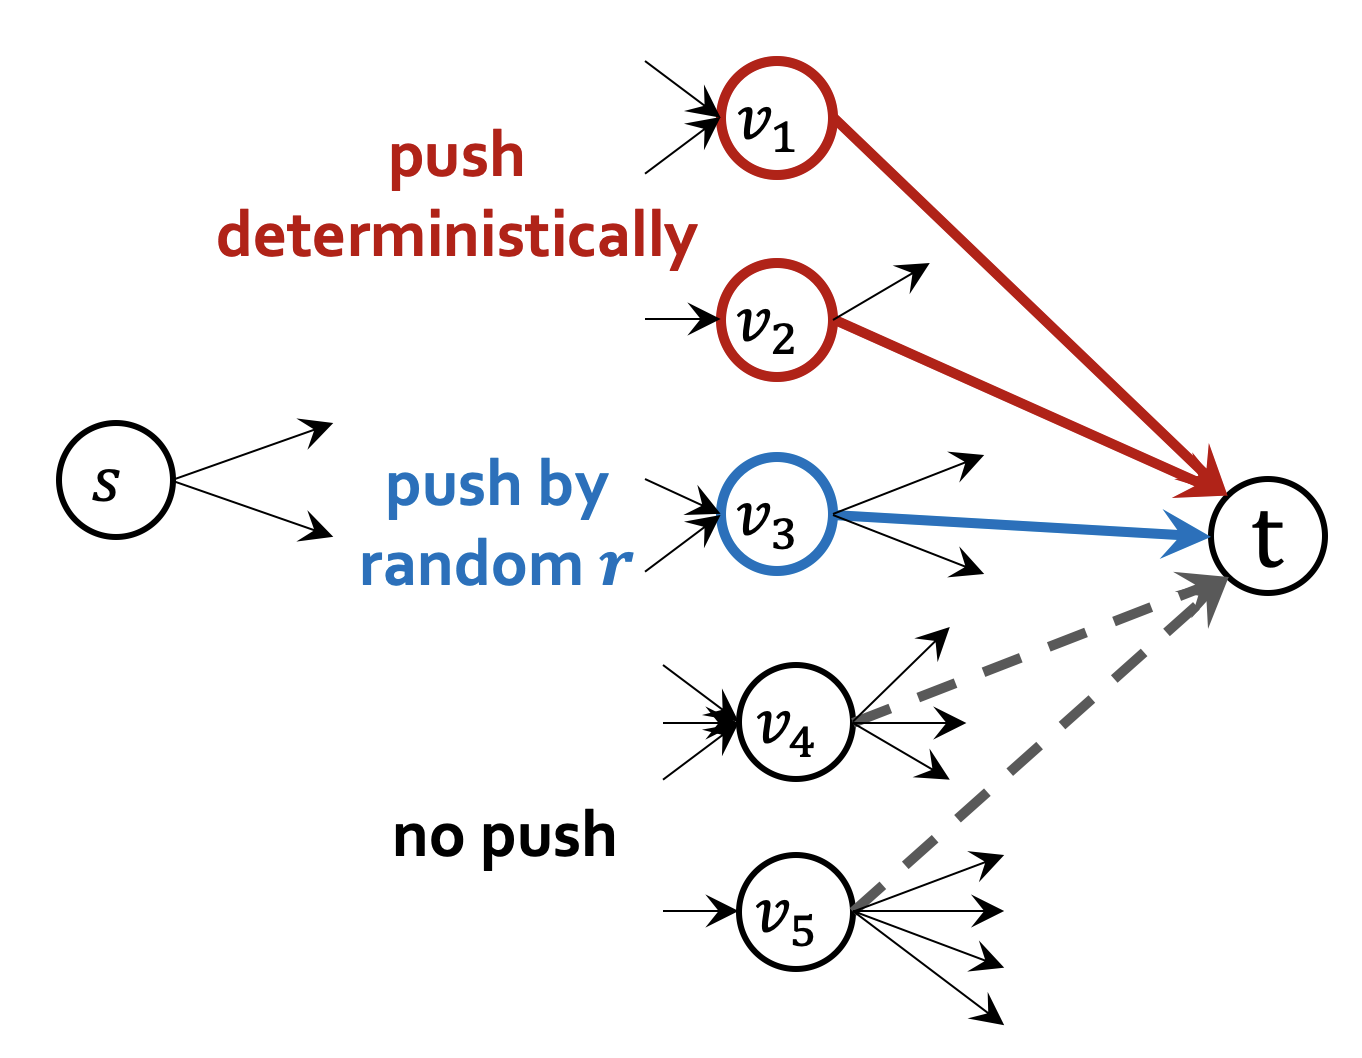 v₁
push
deterministically
v₂
s
push by
random r
v₃
t
v₄
no push
v₅